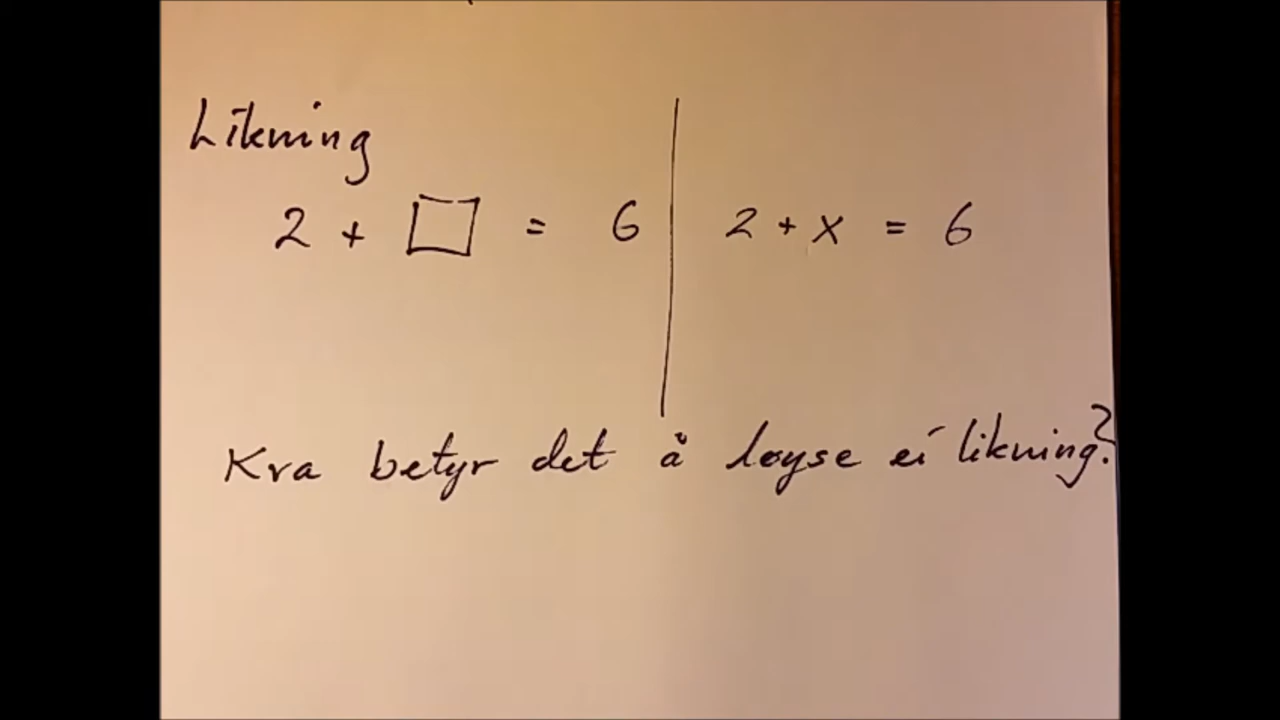 Likning
2 + □ = 6 | 2 + x = 6
Kva betyr det å løyse ei likning?